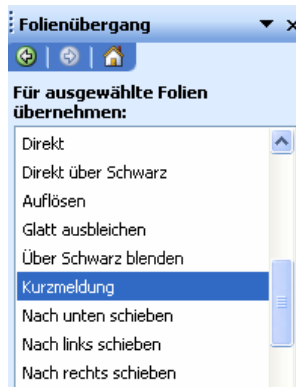 Folienübergang
Für ausgewählte Folien
übernehmen:
Direkt
Direkt über Schwarz
Auflösen
Glatt ausbleichen
Über Schwarz blenden
Kurzmeldung
Nach unten schieben
Nach links schieben
Nach rechts schieben